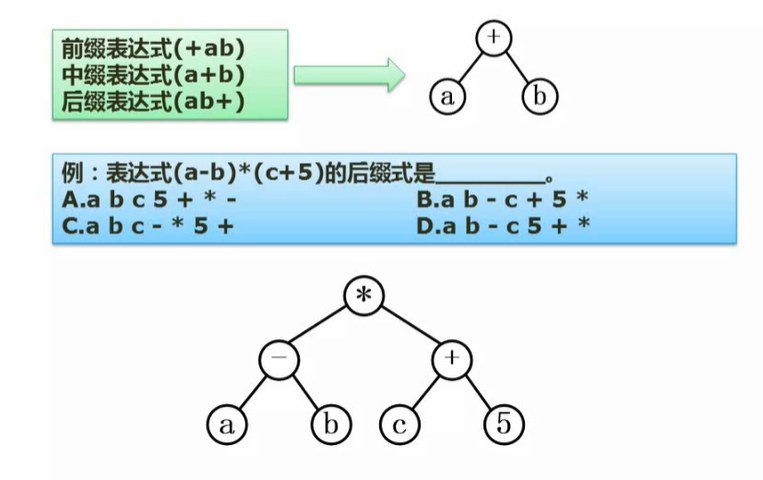 前缀表达式(+ab)
中缀表达式(a+b)
后缀表达式(ab+)
+
a b
例：表达式(a-b)*(c+5)的后缀式是________。
A.a b c 5 + * - B.a b - c + 5 *
C.a b c - * 5 + D.a b - c 5 + *
*
− +
a b c 5